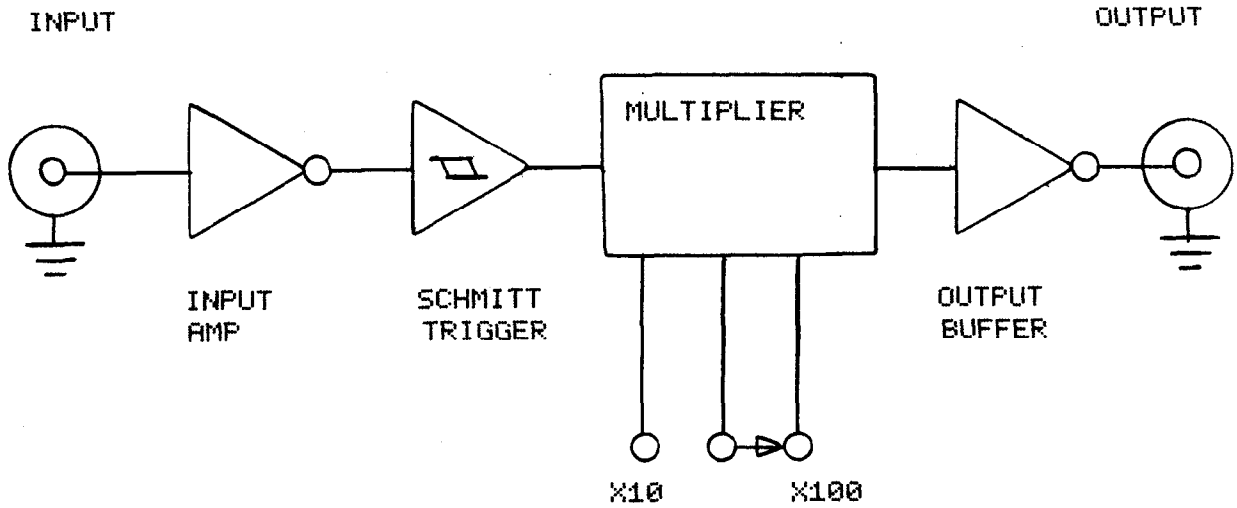 INPUT
OUTPUT
MULTIPLIER
INPUT
AMP
SCHMITT
TRIGGER
OUTPUT
BUFFER
X10
X100